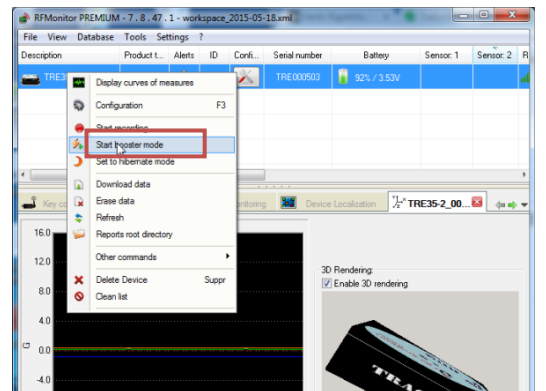 RFMonitor PREMIUM - 7 . 8 . 47 . 1 - workspace_2015-05-18.xml
File View Database Tools Settings ?
Description Product t... Alerts ID Confi... Serial number Battery Sensor: 1 Sensor: 2 R
TRE35 TRE000503 92% / 3.53V
Display curves of measures
Configuration F3
Start recording
Start booster mode
Set to hibernate mode
Download data
Erase data
Refresh
Reports root directory
Other commands
Delete Device Suppr
Clean list
Key co onitoring Device Localization TRE35-2_00...
16.0
12.0
8.0
4.0
0.0
-4.0
3D Rendering:
Enable 3D rendering